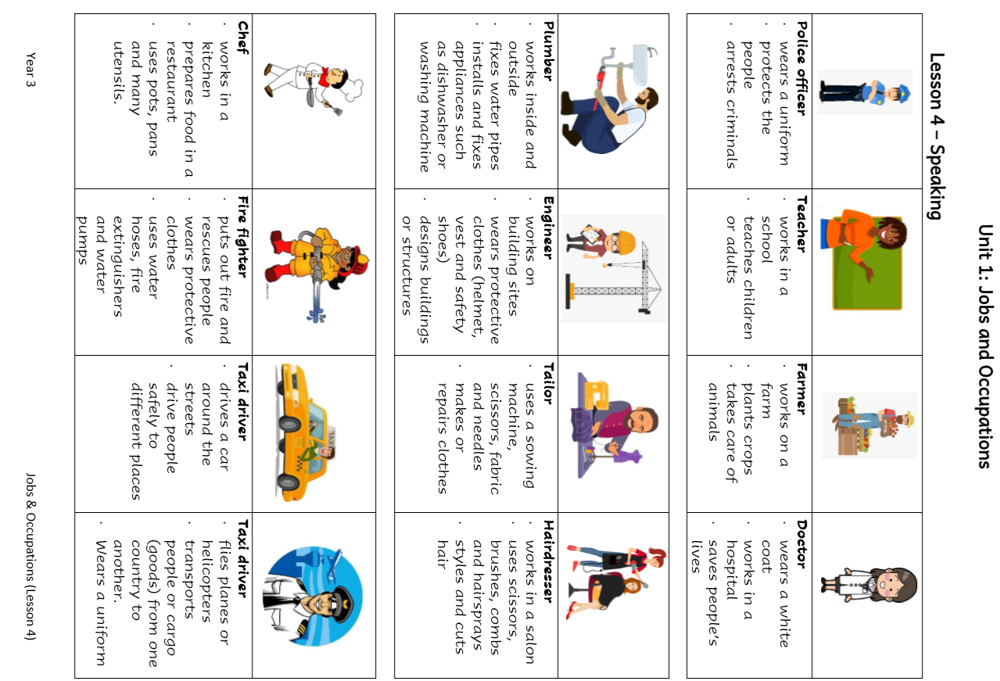 Unit 1: Jobs and Occupations
Lesson 4 – Speaking
Police officer
· wears a uniform
· protects the
people
· arrests criminals
Teacher
· works in a
school
· teaches children
or adults
Farmer
· works on a
farm
· plants crops
· takes care of
animals
Doctor
· wears a white
coat
· works in a
hospital
· saves people's
lives
Plumber
· works inside and
outside
· fixes water pipes
· installs and fixes
appliances such
as dishwasher or
washing machine
Engineer
· works on
building sites
· wears protective
clothes (helmet,
vest and safety
shoes)
· designs buildings
or structures
Tailor
· uses a sowing
machine,
scissors, fabric
and needles
· makes or
repairs clothes
Hairdresser
· works in a salon
· uses scissors,
brushes, combs
and hairsprays
· styles and cuts
hair
TAXI
Chef
· works in a
kitchen
· prepares food in a
restaurant
· uses pots, pans
and many
utensils.
Fire fighter
· puts out fire and
rescues people
· wears protective
clothes
· uses water
hoses, fire
extinguishers
and water
pumps
Taxi driver
· drives a car
around the
streets
· drive people
safely to
different places
Taxi driver
· flies planes or
helicopters
· transports
people or cargo
(goods) from one
country to
another.
· Wears a uniform
Year 3
Jobs & Occupations (Lesson 4)